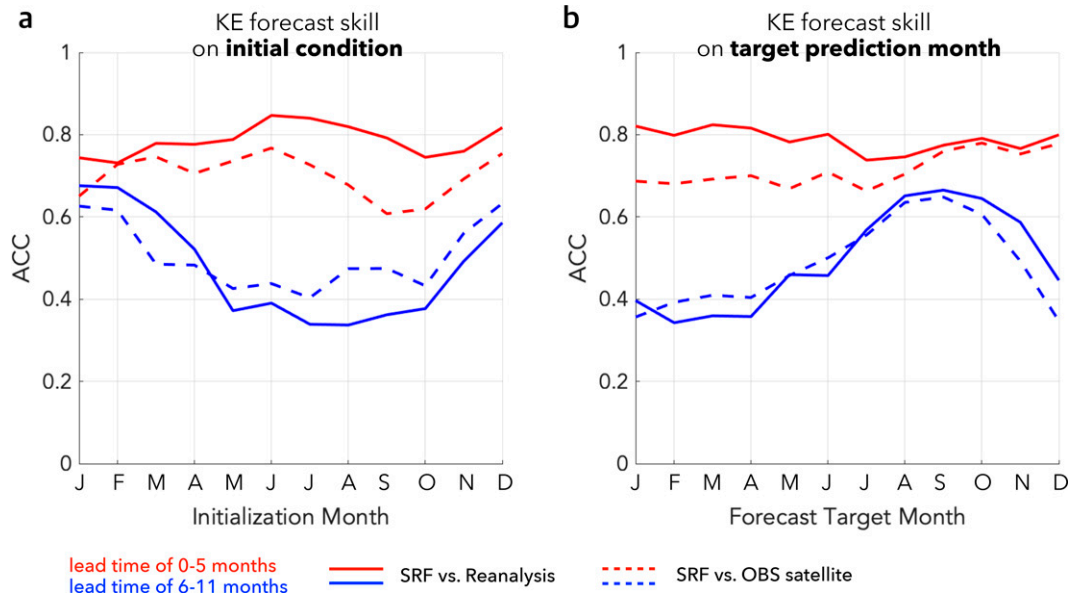 a
KE forecast skill
on initial condition
1
0.8
0.6
0.4
0.2
0
ACC
J F M A M J J A S O N D
Initialization Month
b
KE forecast skill
on target prediction month
1
0.8
0.6
0.4
0.2
0
ACC
J F M A M J J A S O N D
Forecast Target Month
lead time of 0-5 months
lead time of 6-11 months
SRF vs. Reanalysis
SRF vs. OBS satellite